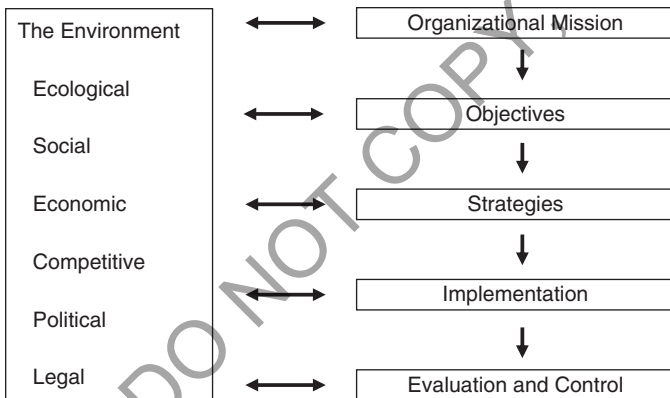 The Environment
Ecological
Social
Economic
Competitive
Political
Legal
Organizational Mission
Objectives
Strategies
Implementation
Evaluation and Control
DO NOT COPY,